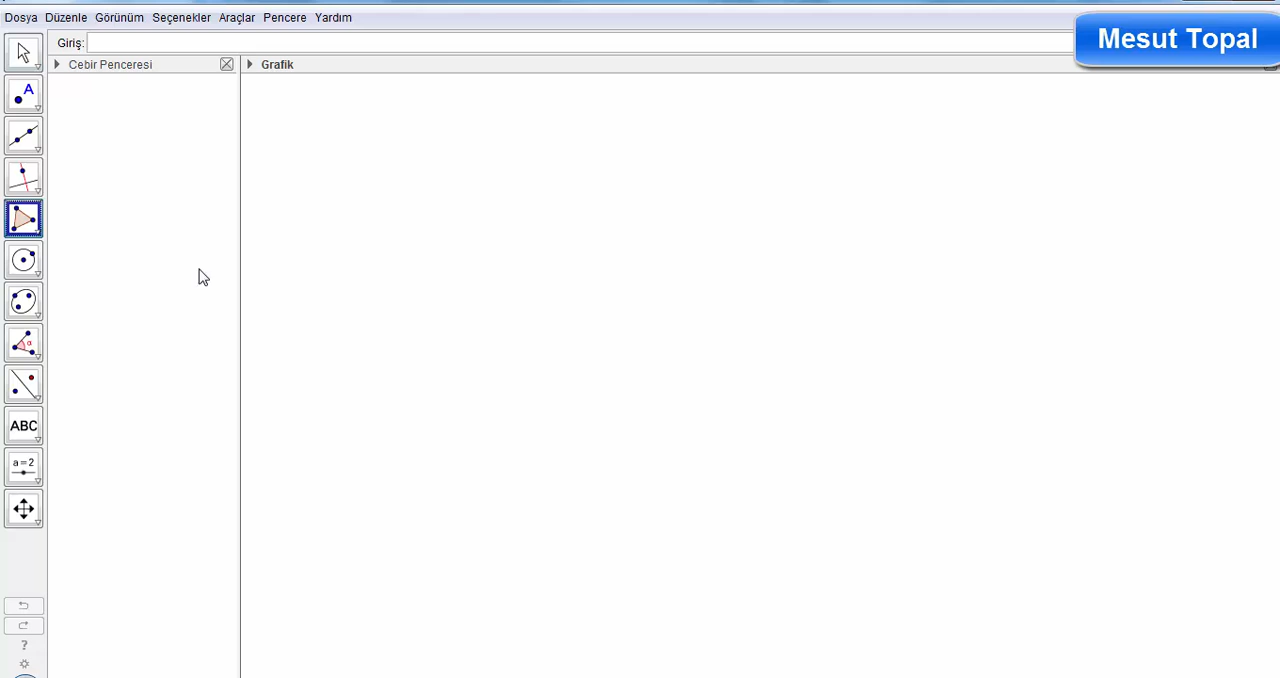 Dosya Düzenle Görünüm Seçenekler Araçlar Pencere Yardım
Mesut Topal
Giriş:
Cebir Penceresi
Grafik
A
α
ABC
a=2
?